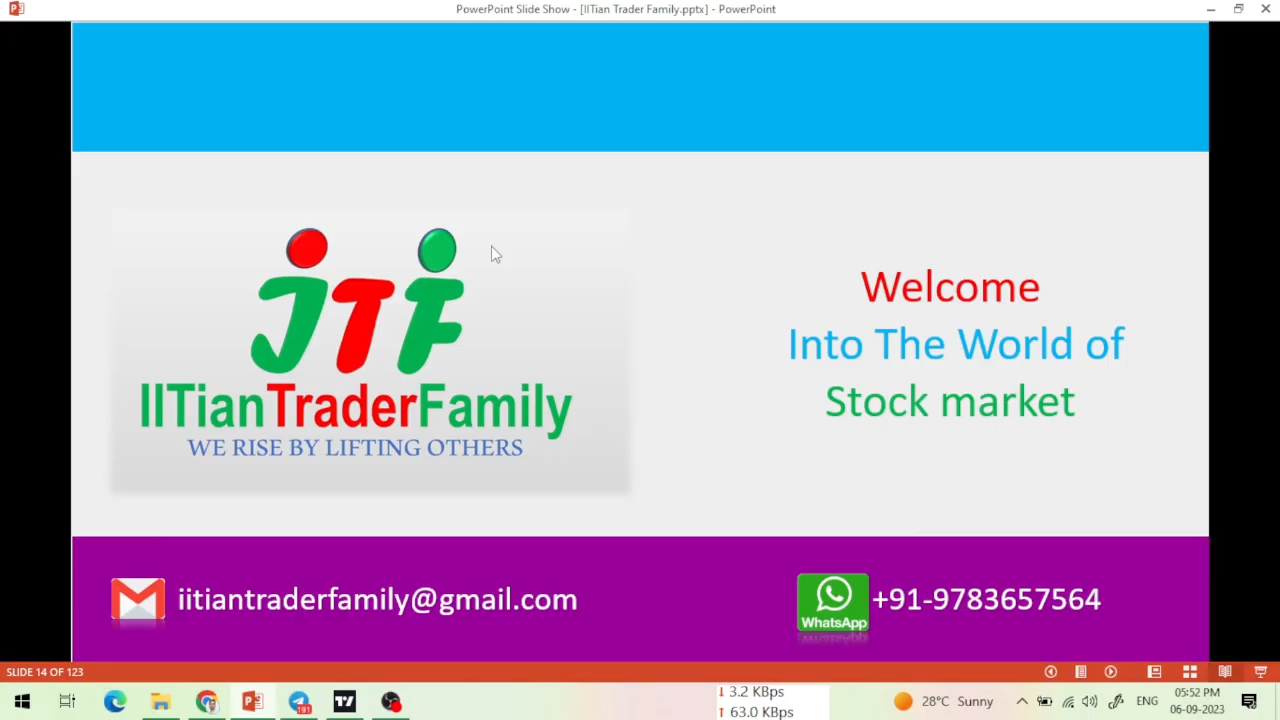 PowerPoint Slide Show - [IITian Trader Family.pptx] - PowerPoint
JTF
IITianTraderFamily
WE RISE BY LIFTING OTHERS
Welcome
Into The World of
Stock market
iitiantraderfamily@gmail.com
WhatsApp
+91-9783657564
SLIDE 14 OF 123
191
3.2 KBps
63.0 KBps
28°C Sunny
ENG
05:52 PM
06-09-2023